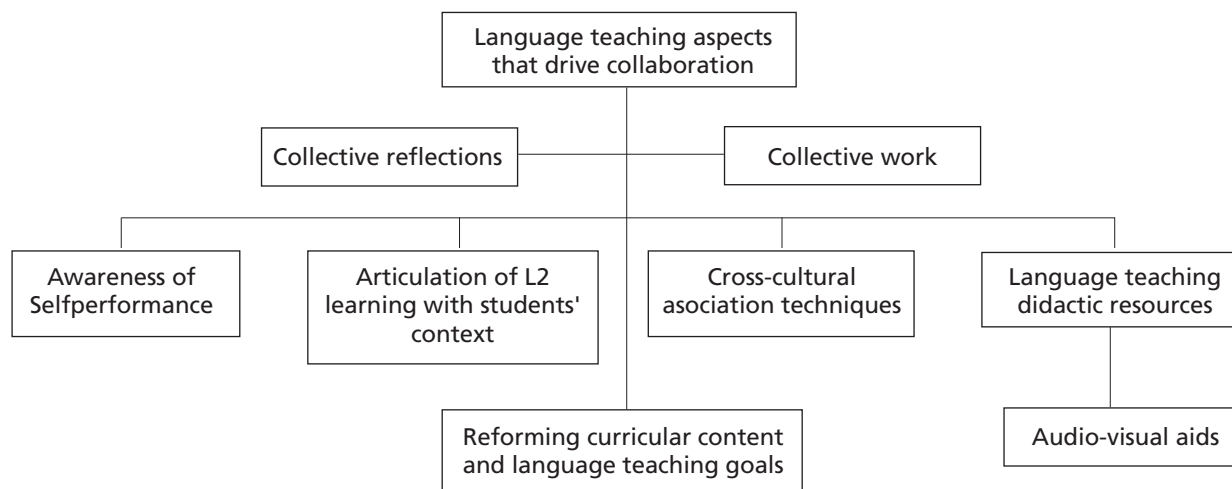 Language teaching aspects
that drive collaboration
Collective reflections
Collective work
Awareness of
Selfperformance
Articulation of L2
learning with students'
context
Cross-cultural
asociation techniques
Language teaching
didactic resources
Reforming curricular content
and language teaching goals
Audio-visual aids